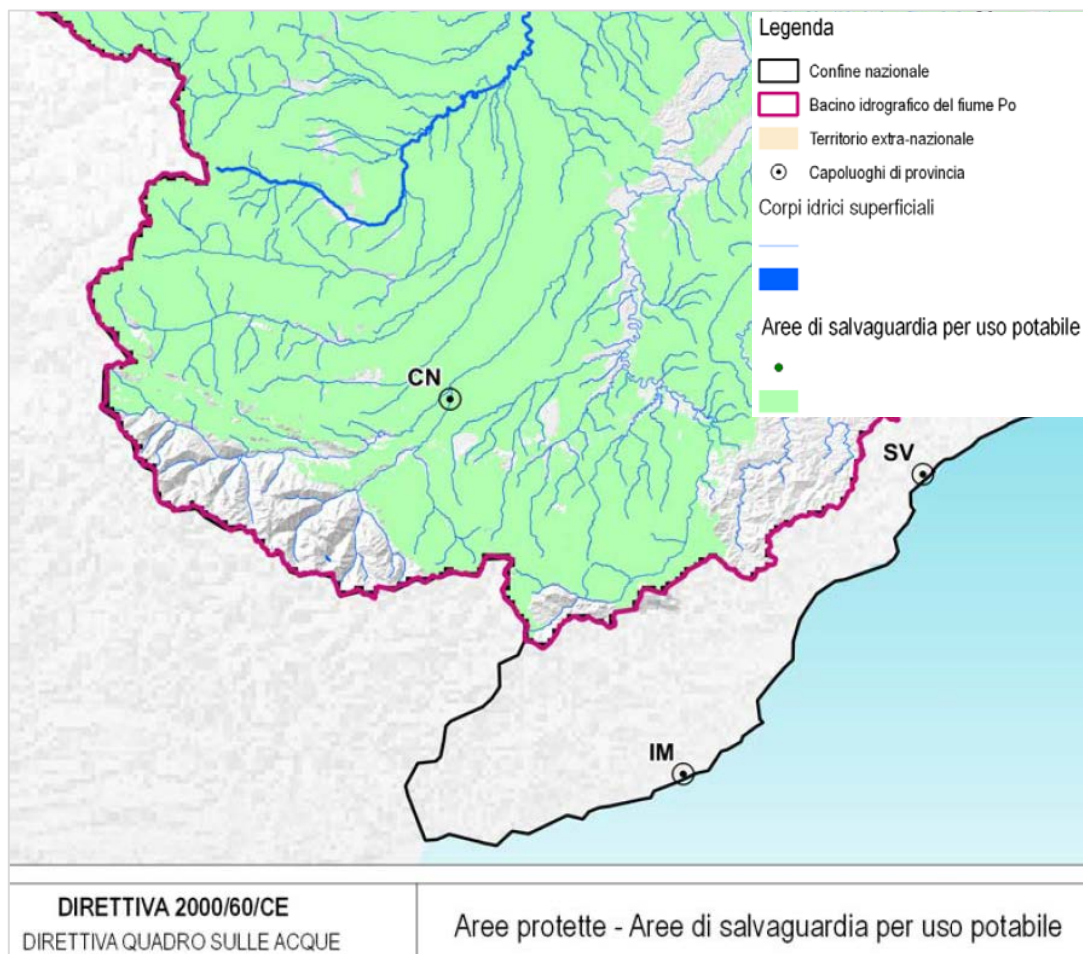 Legenda
Confine nazionale
Bacino idrografico del fiume Po
Territorio extra-nazionale
Capoluoghi di provincia
Corpi idrici superficiali
Aree di salvaguardia per uso potabile
CN
SV
IM
DIRETTIVA 2000/60/CE
DIRETTIVA QUADRO SULLE ACQUE
Aree protette - Aree di salvaguardia per uso potabile